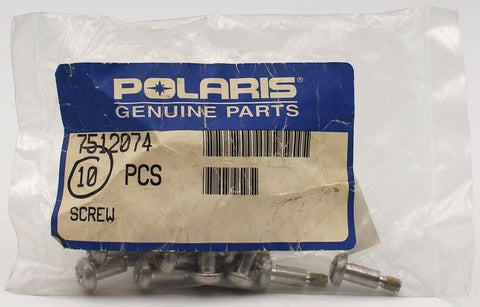 POLARIS®
GENUINE PARTS
7512074
10 PCS
SCREW